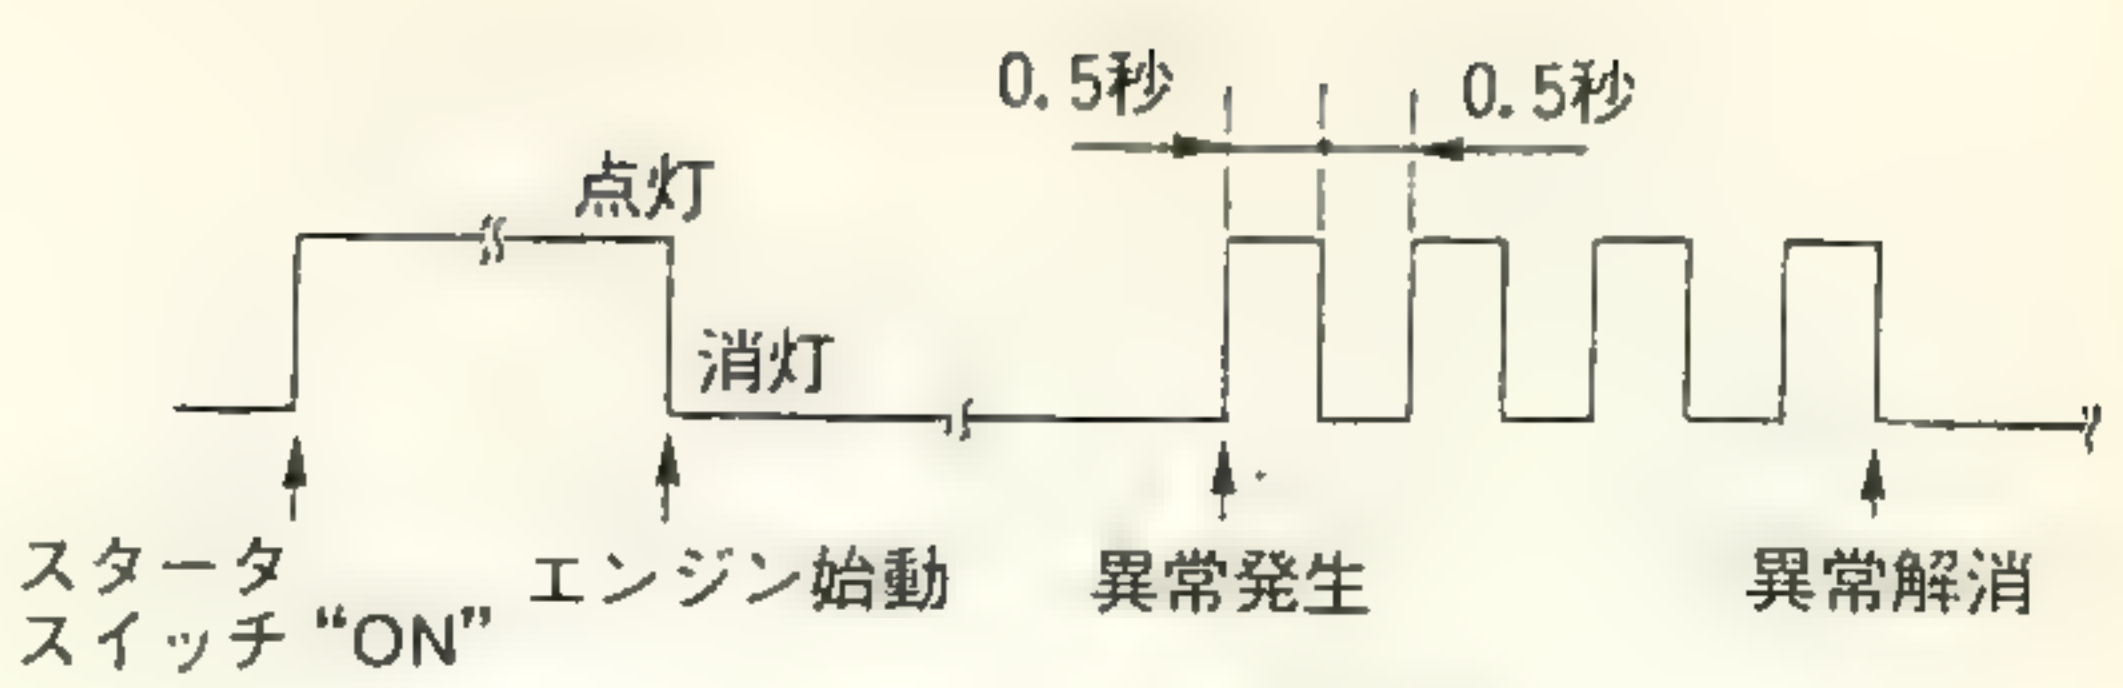 0.5秒
0.5秒
点灯
消灯
スタータ
スイッチ “ON”
エンジン始動
異常発生
異常解消